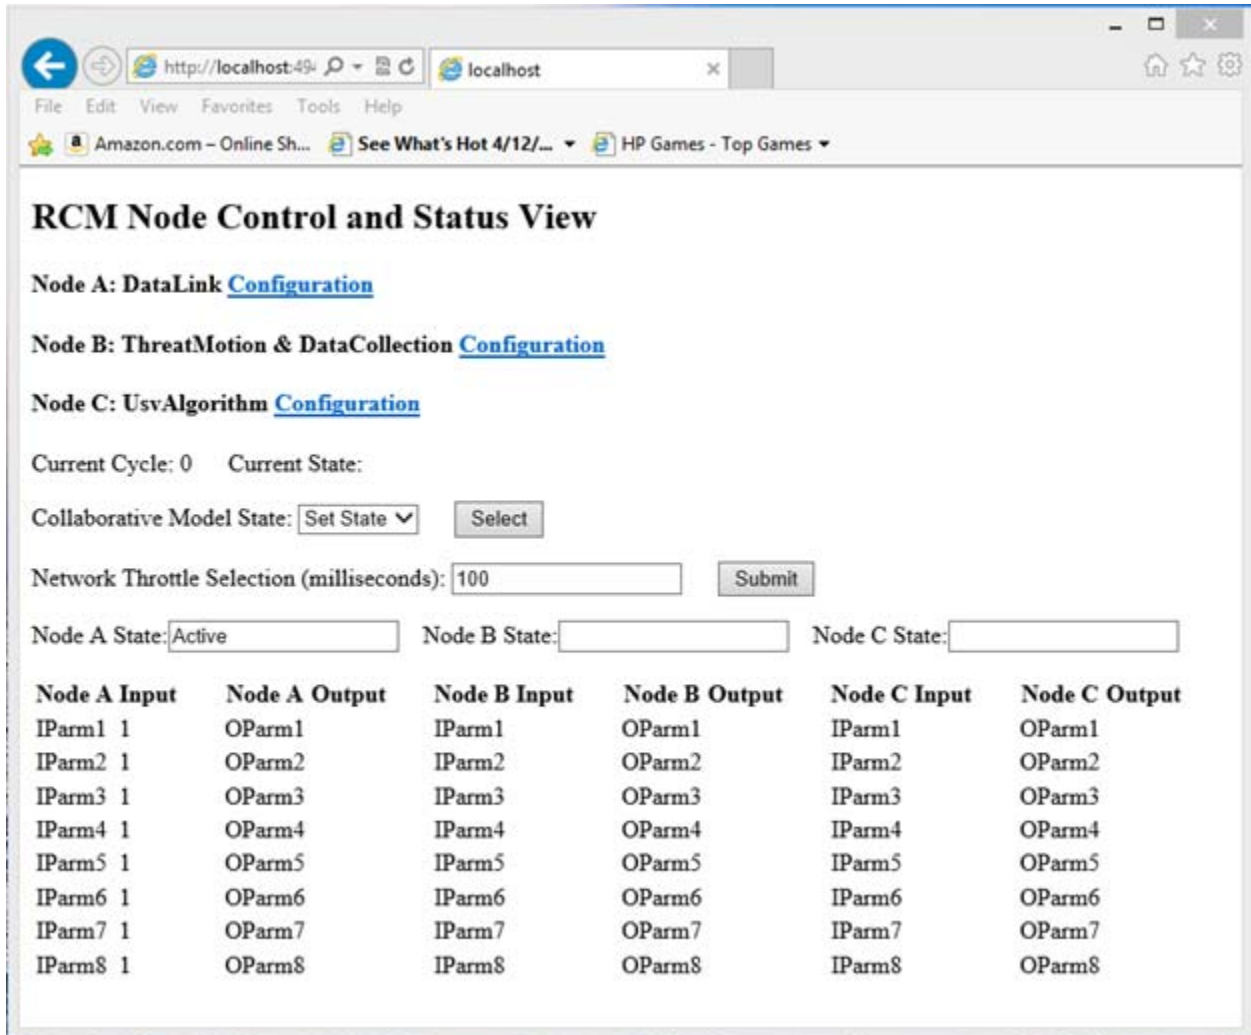 http://localhost:49 localhost
File Edit View Favorites Tools Help
Amazon.com – Online Sh... See What's Hot 4/12/... HP Games - Top Games
RCM Node Control and Status View
Node A: DataLink Configuration
Node B: ThreatMotion & DataCollection Configuration
Node C: UsvAlgorithm Configuration
Current Cycle: 0 Current State:
Collaborative Model State: Set State Select
Network Throttle Selection (milliseconds): 100 Submit
Node A State: Active Node B State: Node C State:
Node A Input Node A Output Node B Input Node B Output Node C Input Node C Output
IParm1 1 OParm1 IParm1 OParm1 IParm1 OParm1
IParm2 1 OParm2 IParm2 OParm2 IParm2 OParm2
IParm3 1 OParm3 IParm3 OParm3 IParm3 OParm3
IParm4 1 OParm4 IParm4 OParm4 IParm4 OParm4
IParm5 1 OParm5 IParm5 OParm5 IParm5 OParm5
IParm6 1 OParm6 IParm6 OParm6 IParm6 OParm6
IParm7 1 OParm7 IParm7 OParm7 IParm7 OParm7
IParm8 1 OParm8 IParm8 OParm8 IParm8 OParm8